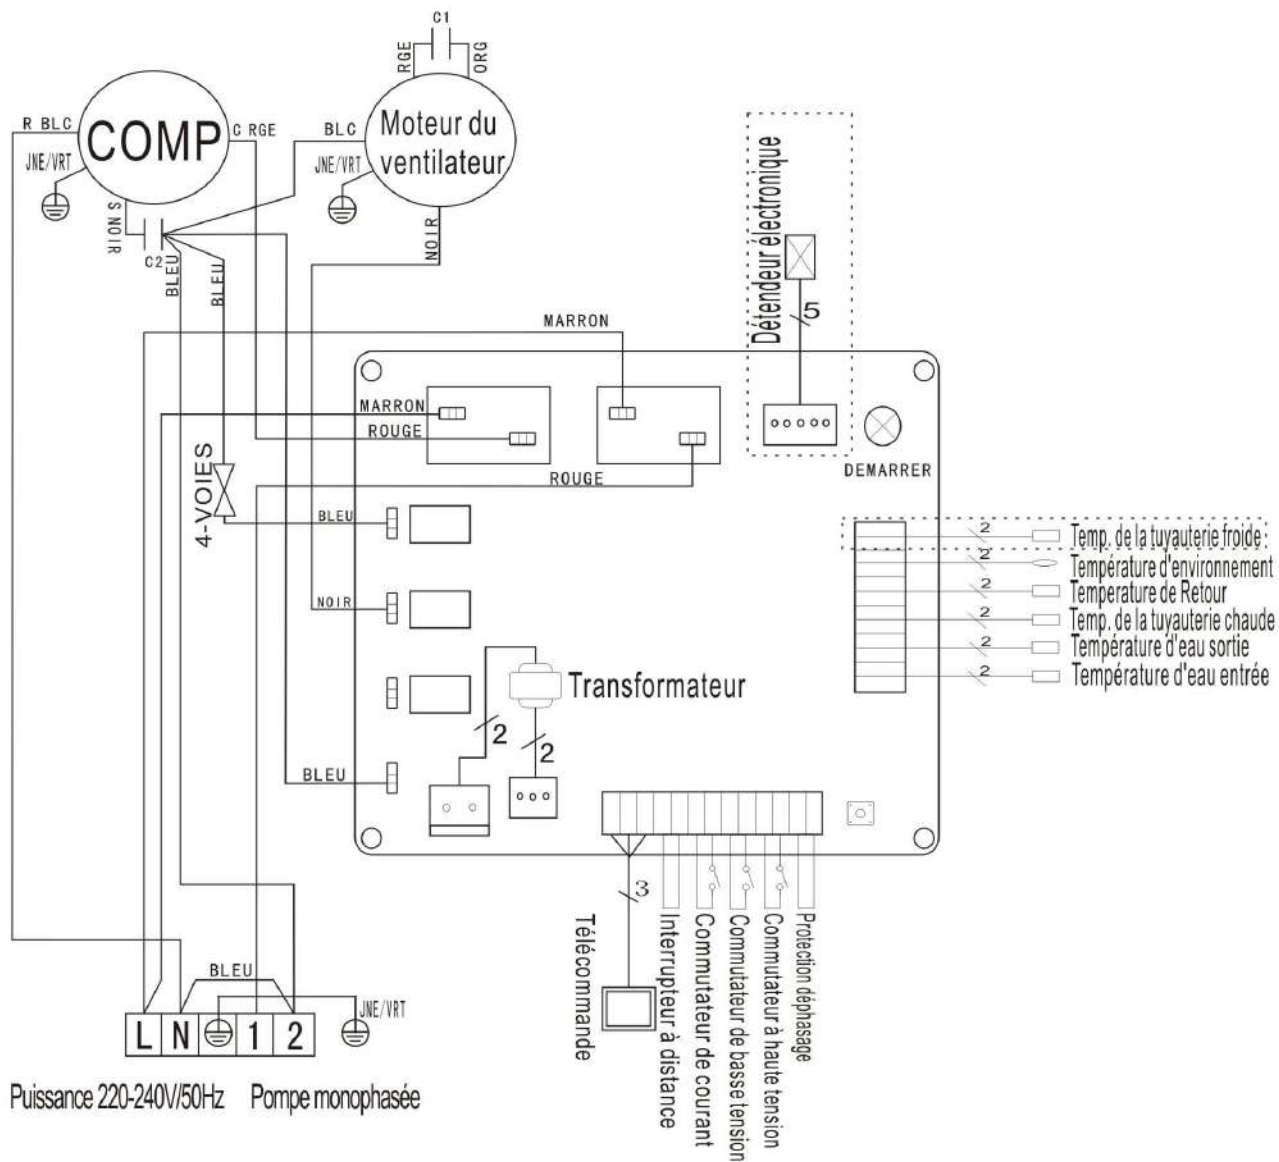 C1
RGE
ORG
R BLC
COMP
C RGE
JNE/VRT
S NOIR
C2
BLC
Moteur du
ventilateur
JNE/VRT
NOIR
BLEU
BLEU
Détendeur électronique
5
MARRON
MARRON
ROUGE
ROUGE
DEMARRER
4-VOIES
BLEU
NOIR
BLEU
Transformateur
2
2
2
Temp. de la tuyauterie froide
2
Température d'environnement
2
Temperature de Retour
2
Temp. de la tuyauterie chaude
2
Température d'eau sortie
2
Température d'eau entrée
3
Télécommande
Interrupteur à distance
Commutateur de courant
Commutateur de basse tension
Commutateur à haute tension
Protection déphasage
BLEU
JNE/VRT
L N 1 2
Puissance 220-240V/50Hz Pompe monophasée